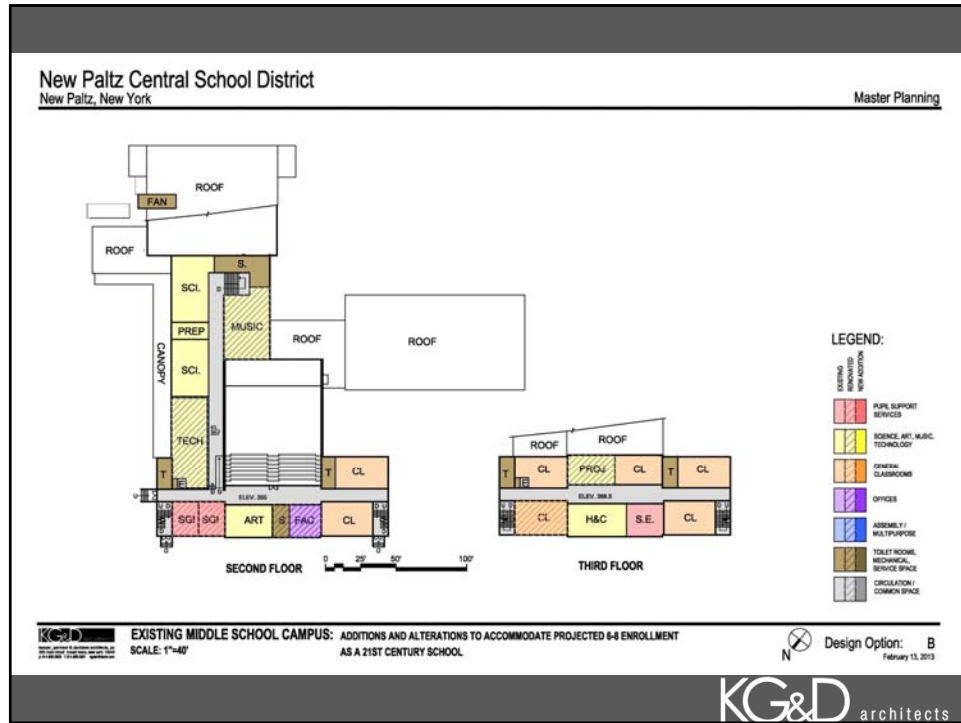 New Paltz Central School District
New Paltz, New York
Master Planning
ROOF
FAN
ROOF
S.
SCI.
PREP
MUSIC
CANOPY
SCI.
ROOF
ROOF
TECH
T
T
CL
ELEV. 355
SGI
SGI
ART
S
FAC
CL
SECOND FLOOR
0 25' 50' 100'
ROOF
ROOF
T
CL
PROJ
CL
T
CL
ELEV. 366.5
CL
H&C
S.E.
CL
THIRD FLOOR
LEGEND:
EXISTING
RENOVATED
NEW ADDITION
PUPIL SUPPORT
SERVICES
SCIENCE, ART, MUSIC,
TECHNOLOGY
GENERAL
CLASSROOMS
OFFICES
ASSEMBLY /
MULTIPURPOSE
TOILET ROOMS,
MECHANICAL,
SERVICE SPACE
CIRCULATION /
COMMON SPACE
KG&D
EXISTING MIDDLE SCHOOL CAMPUS: ADDITIONS AND ALTERATIONS TO ACCOMMODATE PROJECTED 6-8 ENROLLMENT
SCALE: 1"=40' AS A 21ST CENTURY SCHOOL
N
Design Option: B
February 13, 2013
KG&D architects